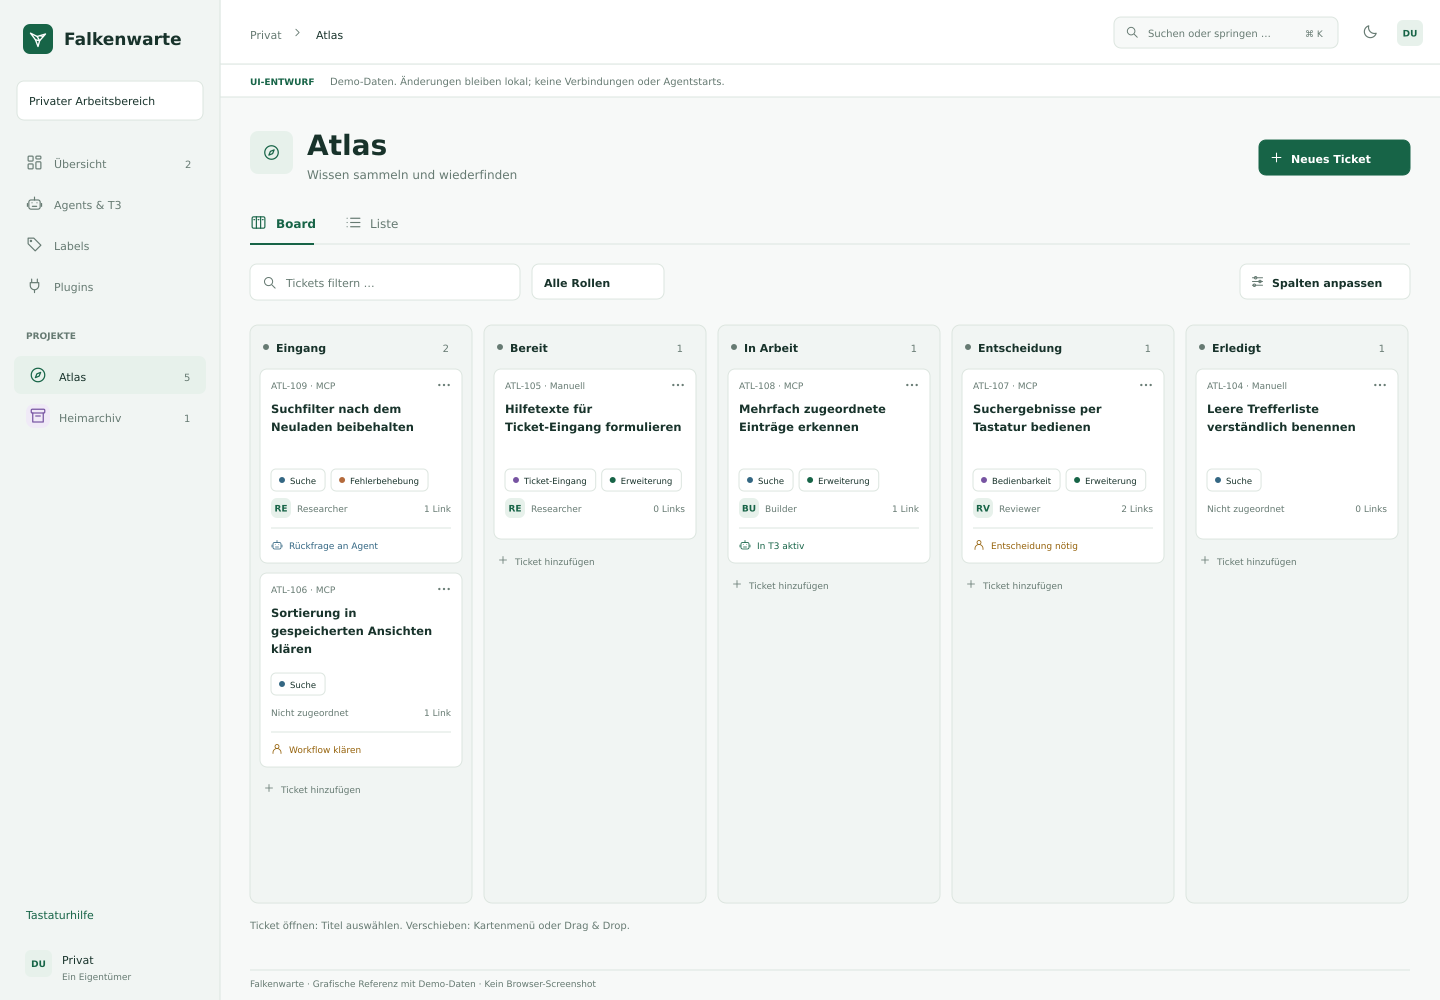 Falkenwarte
Privater Arbeitsbereich
Übersicht 2
Agents & T3
Labels
Plugins
PROJEKTE
Atlas 5
Heimarchiv 1
Tastaturhilfe
DU Privat
Ein Eigentümer
Privat Atlas
Suchen oder springen … ⌘ K
DU
UI-ENTWURF Demo-Daten. Änderungen bleiben lokal; keine Verbindungen oder Agentstarts.
Atlas
Wissen sammeln und wiederfinden
Neues Ticket
Board Liste
Tickets filtern …
Alle Rollen
Spalten anpassen
Eingang 2
ATL-109 · MCP
Suchfilter nach dem
Neuladen beibehalten
Suche Fehlerbehebung
RE Researcher 1 Link
Rückfrage an Agent
ATL-106 · MCP
Sortierung in
gespeicherten Ansichten
klären
Suche
Nicht zugeordnet 1 Link
Workflow klären
Ticket hinzufügen
Bereit 1
ATL-105 · Manuell
Hilfetexte für
Ticket-Eingang formulieren
Ticket-Eingang Erweiterung
RE Researcher 0 Links
Ticket hinzufügen
In Arbeit 1
ATL-108 · MCP
Mehrfach zugeordnete
Einträge erkennen
Suche Erweiterung
BU Builder 1 Link
In T3 aktiv
Ticket hinzufügen
Entscheidung 1
ATL-107 · MCP
Suchergebnisse per
Tastatur bedienen
Bedienbarkeit Erweiterung
RV Reviewer 2 Links
Entscheidung nötig
Ticket hinzufügen
Erledigt 1
ATL-104 · Manuell
Leere Trefferliste
verständlich benennen
Suche
Nicht zugeordnet 0 Links
Ticket hinzufügen
Ticket öffnen: Titel auswählen. Verschieben: Kartenmenü oder Drag & Drop.
Falkenwarte · Grafische Referenz mit Demo-Daten · Kein Browser-Screenshot